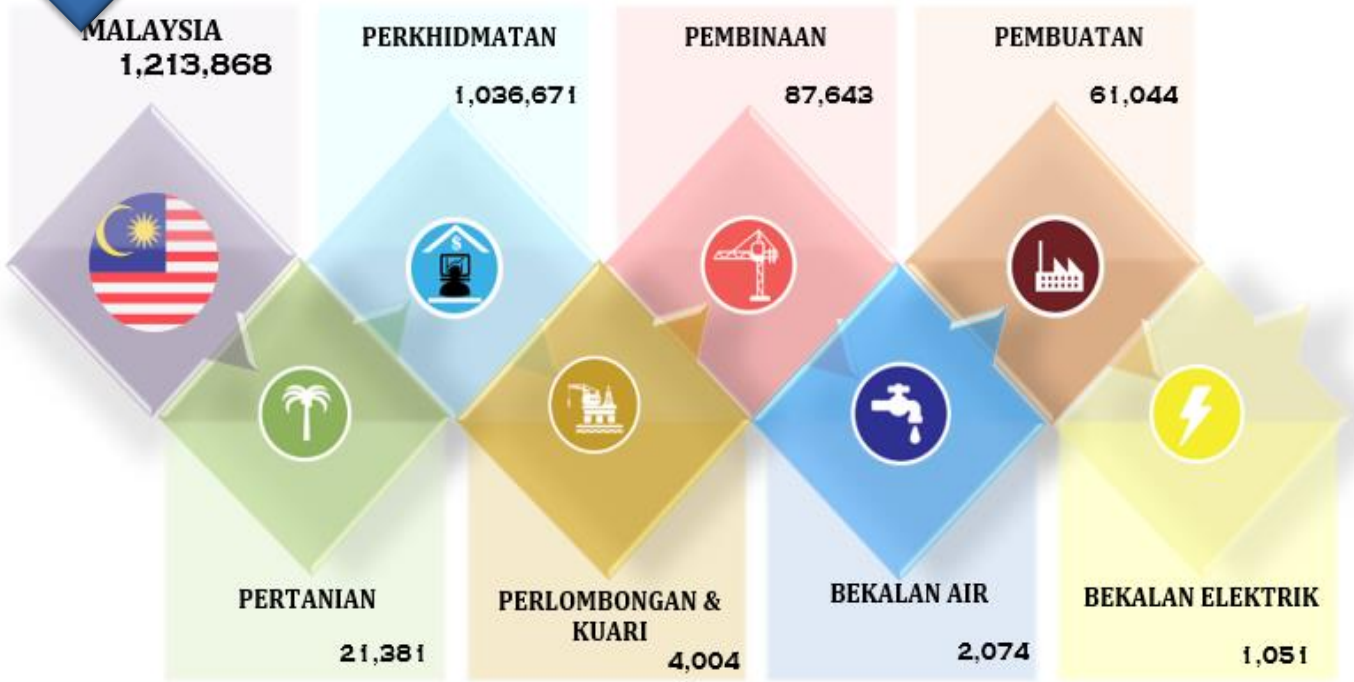 MALAYSIA
1,213,868
PERKHIDMATAN
1,036,671
PEMBINAAN
87,643
PEMBUATAN
61,044
PERTANIAN
21,381
PERLOMBONGAN &
KUARI
4,004
BEKALAN AIR
2,074
BEKALAN ELEKTRIK
1,051